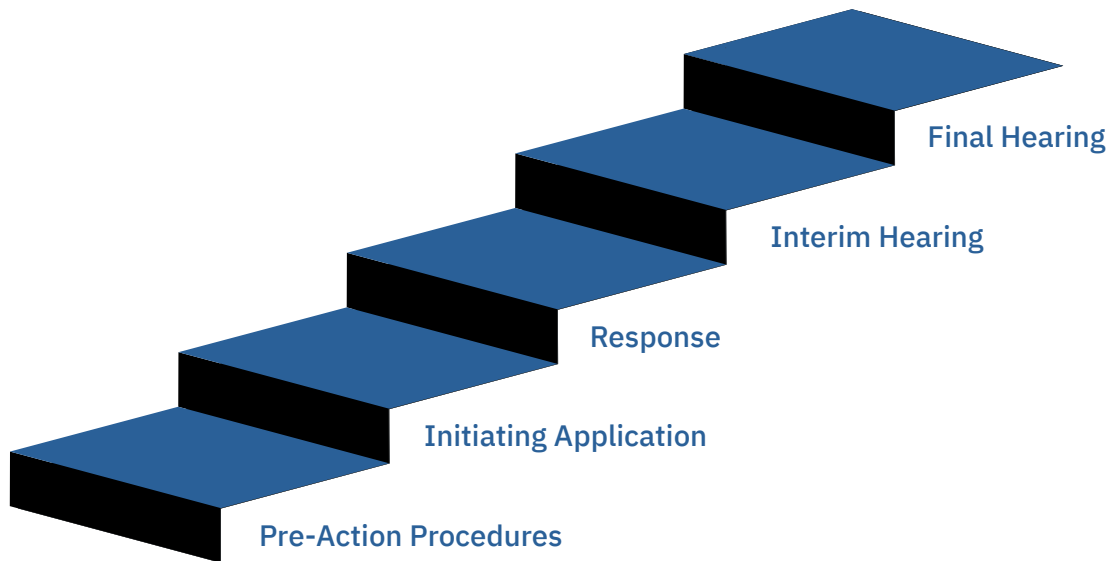 Final Hearing
Interim Hearing
Response
Initiating Application
Pre-Action Procedures